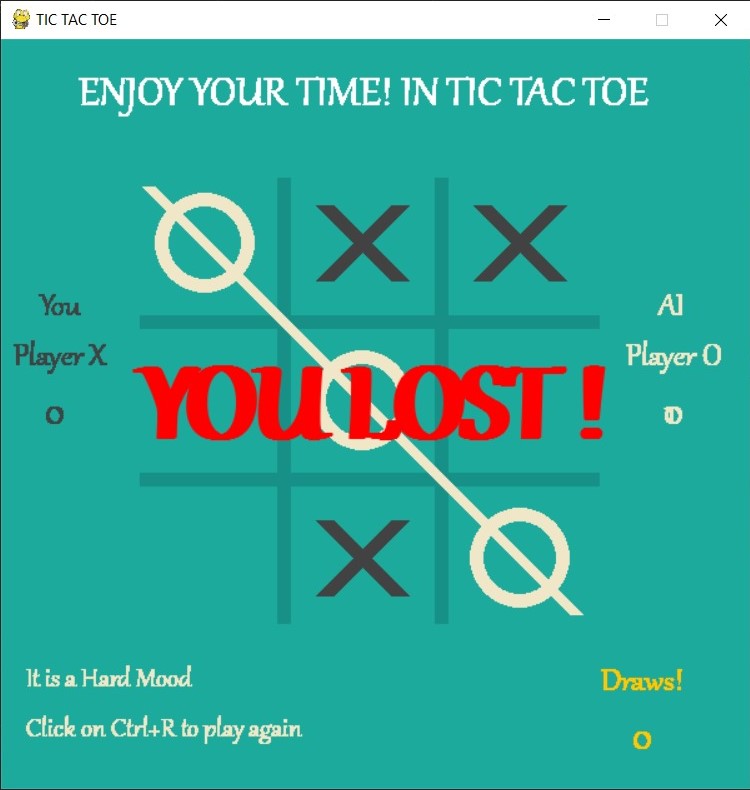 TIC TAC TOE
ENJOY YOUR TIME! IN TIC TAC TOE
You
Player X
0
AI
Player O
YOU LOST !
It is a Hard Mood
Click on Ctrl+R to play again
Draws!
0